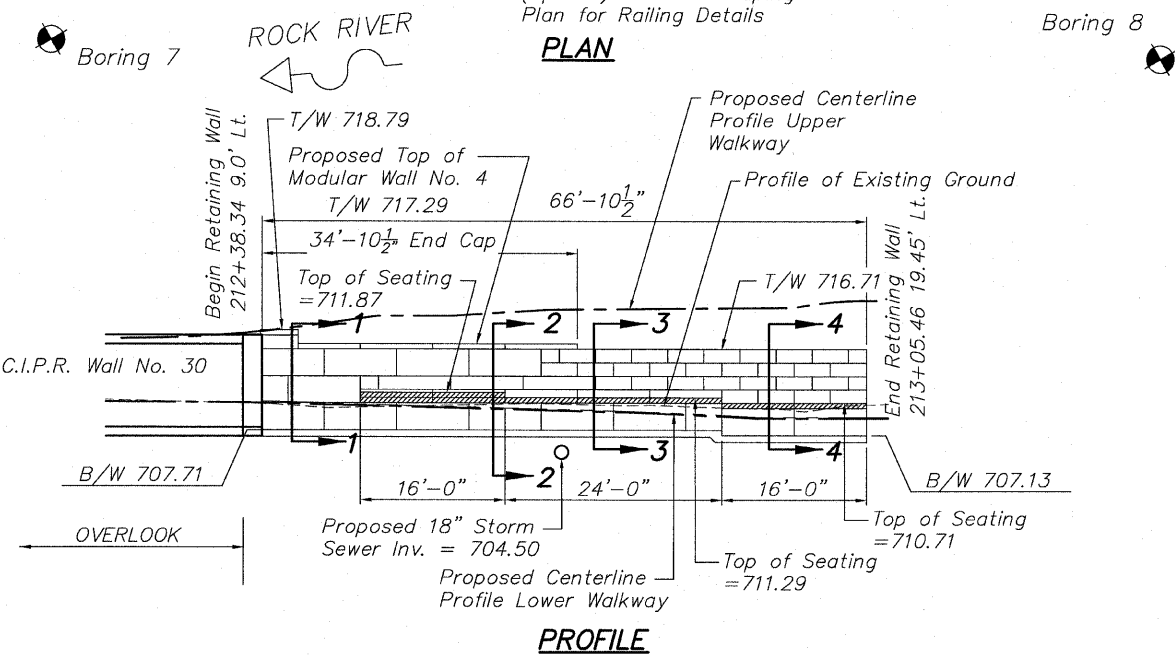 Plan for Railing Details
PLAN
Boring 7
ROCK RIVER
Boring 8
Begin Retaining Wall
212+38.34 9.0' Lt.
T/W 718.79
Proposed Top of
Modular Wall No. 4
T/W 717.29
66'-10 1/2"
34'-10 1/2" End Cap
Top of Seating
=711.87
Proposed Centerline
Profile Upper
Walkway
Profile of Existing Ground
T/W 716.71
End Retaining Wall
213+05.46 19.45' Lt.
1
2
3
4
C.I.P.R. Wall No. 30
1
2
3
4
B/W 707.71
16'-0"
24'-0"
16'-0"
B/W 707.13
OVERLOOK
Proposed 18" Storm
Sewer Inv. = 704.50
Proposed Centerline
Profile Lower Walkway
Top of Seating
=711.29
Top of Seating
=710.71
PROFILE